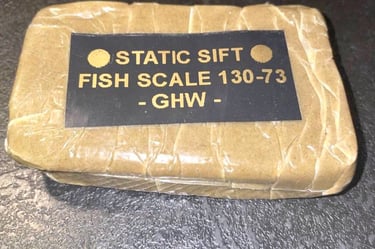 STATIC SIFT
FISH SCALE 130-73
- GHW -